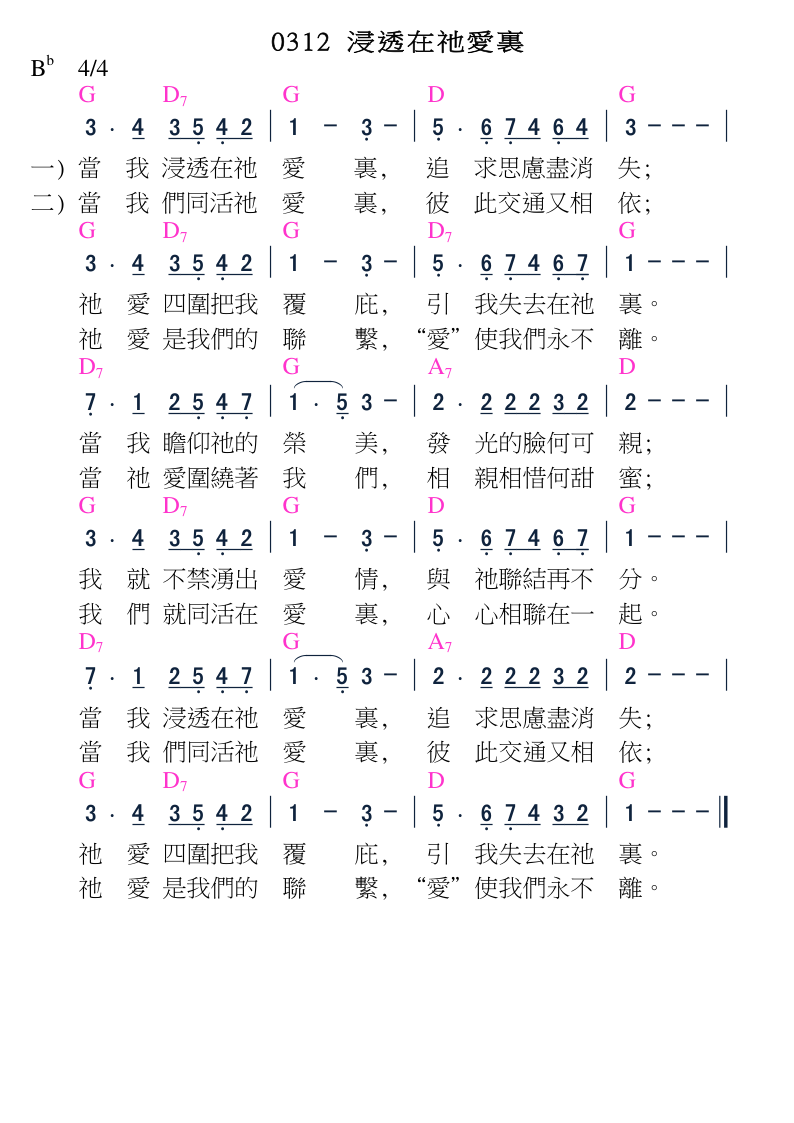 0312 浸透在祂愛裏
B♭ 4/4
G D7 G D G
3 · 4 3 5 4 2 | 1 - 3 - | 5 · 6 7 4 6 4 | 3 - - - |
一) 當 我 浸透在祂 愛 裏, 追 求思慮盡消 失;
二) 當 我 們同活祂 愛 裏, 彼 此交通又相 依;
G D7 G D7 G
3 · 4 3 5 4 2 | 1 - 3 - | 5 · 6 7 4 6 7 | 1 - - - |
祂 愛 四圍把我 覆 庇, 引 我失去在祂 裏。
祂 愛 是我們的 聯 繫, “愛” 使我們永不 離。
D7 G A7 D
7 · 1 2 5 4 7 | 1 · 5 3 - | 2 · 2 2 2 3 2 | 2 - - - |
當 我 瞻仰祂的 榮 美, 發 光的臉何可 親;
當 祂 愛圍繞著 我 們, 相 親相惜何甜 蜜;
G D7 G D G
3 · 4 3 5 4 2 | 1 - 3 - | 5 · 6 7 4 6 7 | 1 - - - |
我 就 不禁湧出 愛 情, 與 祂聯結再不 分。
我 們 就同活在 愛 裏, 心 心相聯在一 起。
D7 G A7 D
7 · 1 2 5 4 7 | 1 · 5 3 - | 2 · 2 2 2 3 2 | 2 - - - |
當 我 浸透在祂 愛 裏, 追 求思慮盡消 失;
當 我 們同活祂 愛 裏, 彼 此交通又相 依;
G D7 G D G
3 · 4 3 5 4 2 | 1 - 3 - | 5 · 6 7 4 3 2 | 1 - - - ||
祂 愛 四圍把我 覆 庇, 引 我失去在祂 裏。
祂 愛 是我們的 聯 繫, “愛” 使我們永不 離。